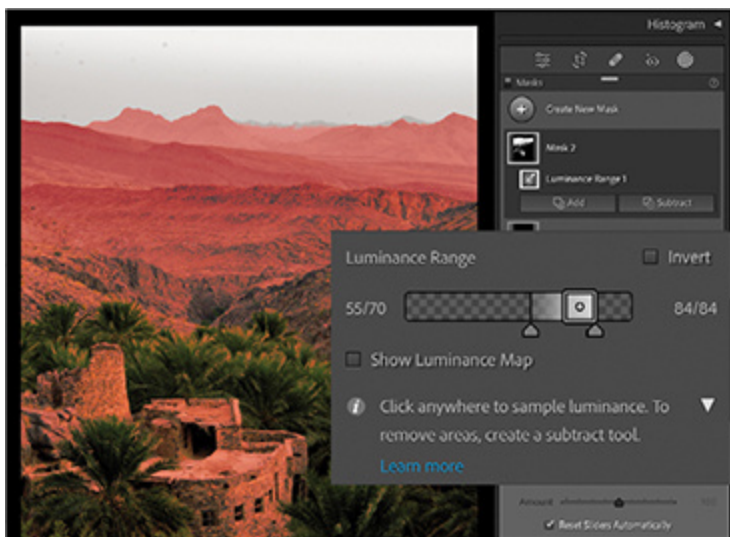 Histogram
Masks
Create New Mask
Mask 2
Luminance Range 1
Add Subtract
Luminance Range Invert
55/70 84/84
Show Luminance Map
Click anywhere to sample luminance. To
remove areas, create a subtract tool.
Learn more
Amount 100
Reset Sliders Automatically